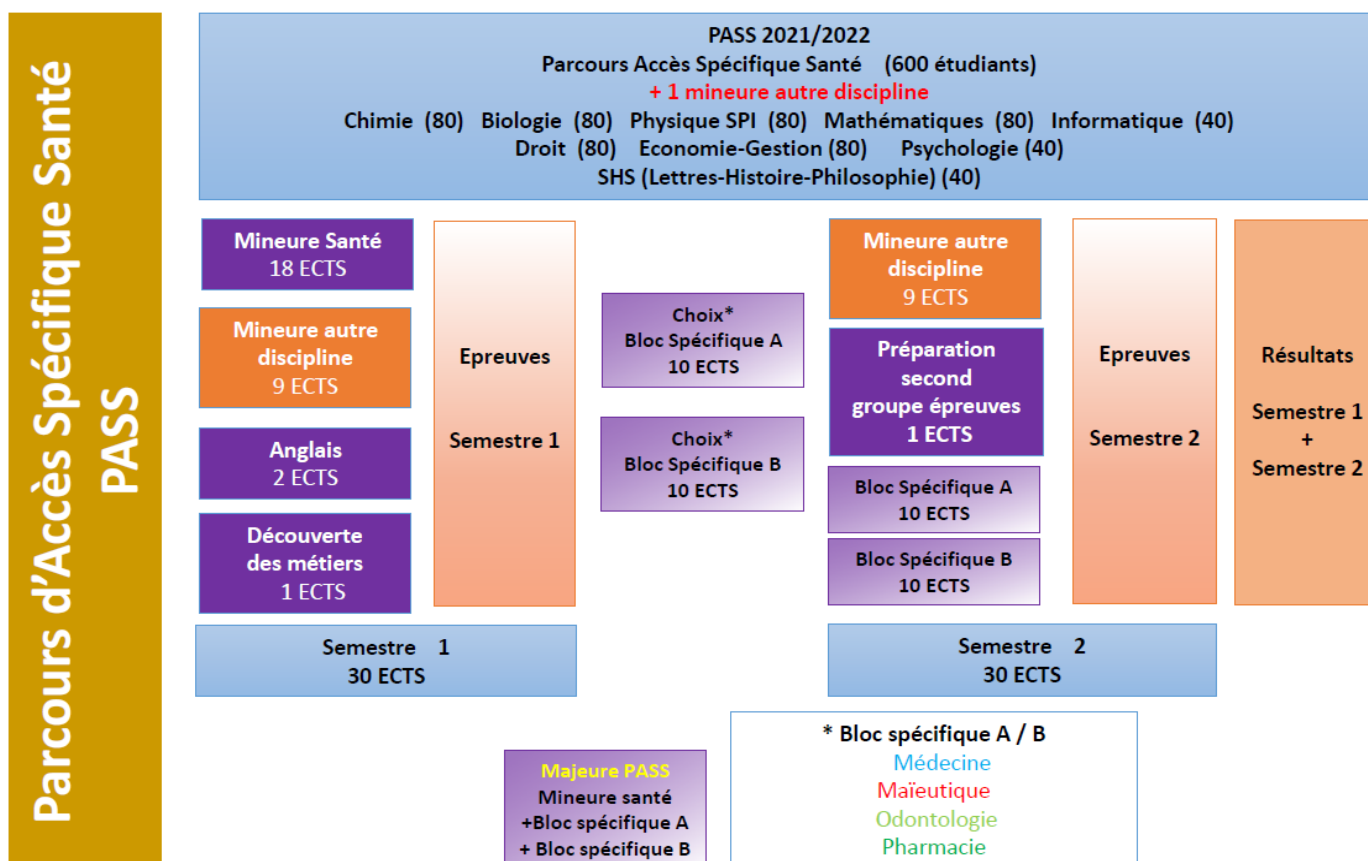 Parcours d'Accès Spécifique Santé
PASS
PASS 2021/2022
Parcours Accès Spécifique Santé (600 étudiants)
+ 1 mineure autre discipline
Chimie (80) Biologie (80) Physique SPI (80) Mathématiques (80) Informatique (40)
Droit (80) Economie-Gestion (80) Psychologie (40)
SHS (Lettres-Histoire-Philosophie) (40)
Mineure Santé
18 ECTS
Mineure autre
discipline
9 ECTS
Anglais
2 ECTS
Découverte
des métiers
1 ECTS
Epreuves
Semestre 1
Choix*
Bloc Spécifique A
10 ECTS
Choix*
Bloc Spécifique B
10 ECTS
Mineure autre
discipline
9 ECTS
Préparation
second
groupe épreuves
1 ECTS
Bloc Spécifique A
10 ECTS
Bloc Spécifique B
10 ECTS
Epreuves
Semestre 2
Résultats
Semestre 1
+
Semestre 2
Semestre 1
30 ECTS
Semestre 2
30 ECTS
Majeure PASS
Mineure santé
+Bloc spécifique A
+ Bloc spécifique B
* Bloc spécifique A / B
Médecine
Maïeutique
Odontologie
Pharmacie